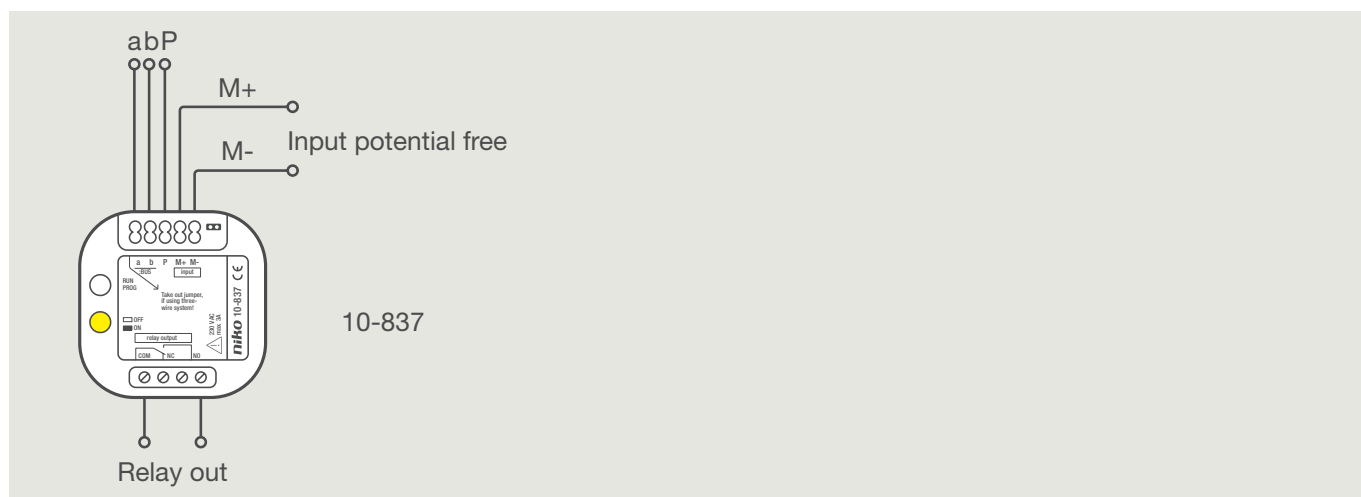 abP
M+
Input potential free
M-
a b P M+ M-
:BUS input
RUN
PROG
Take out jumper,
if using three-
wire system!
OFF
ON
relay output
COM NC NO
230 VAC
max. 3A
niko 10-837 CE
10-837
Relay out